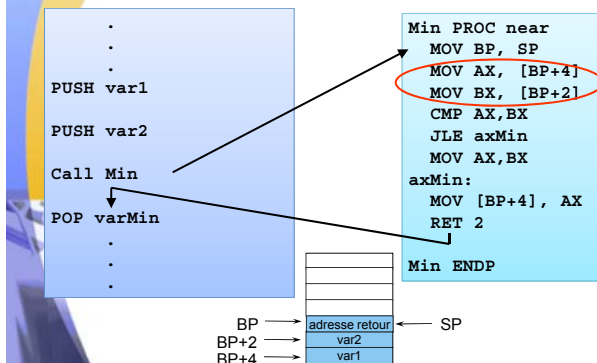 .
.
.
PUSH var1
PUSH var2
Call Min
POP varMin
.
.
.
Min PROC near
MOV BP, SP
MOV AX, [BP+4]
MOV BX, [BP+2]
CMP AX,BX
JLE axMin
MOV AX,BX
axMin:
MOV [BP+4], AX
RET 2
Min ENDP
BP adresse retour SP
BP+2 var2
BP+4 var1